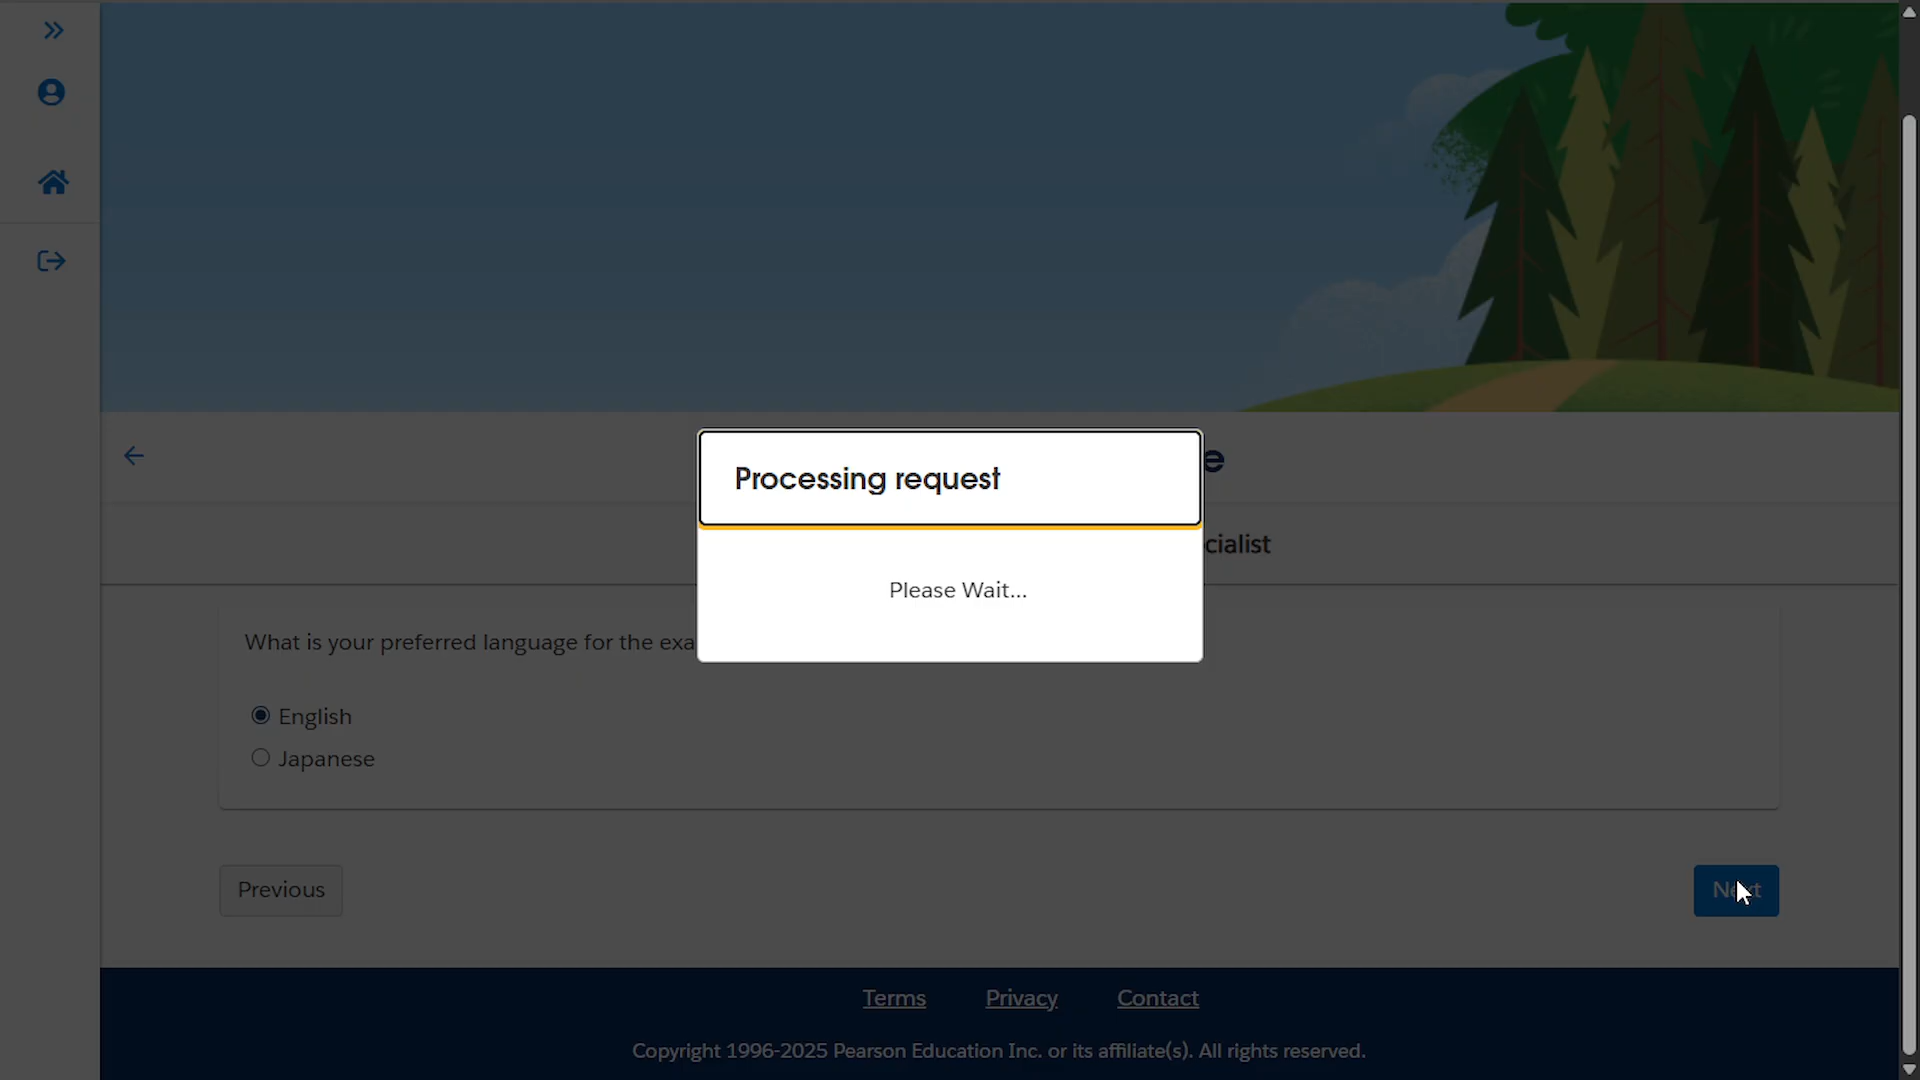 Processing request
cialist
Please Wait...
What is your preferred language for the exa
English
Japanese
Previous
Next
Terms
Privacy
Contact
Copyright 1996-2025 Pearson Education Inc. or its affiliate(s). All rights reserved.